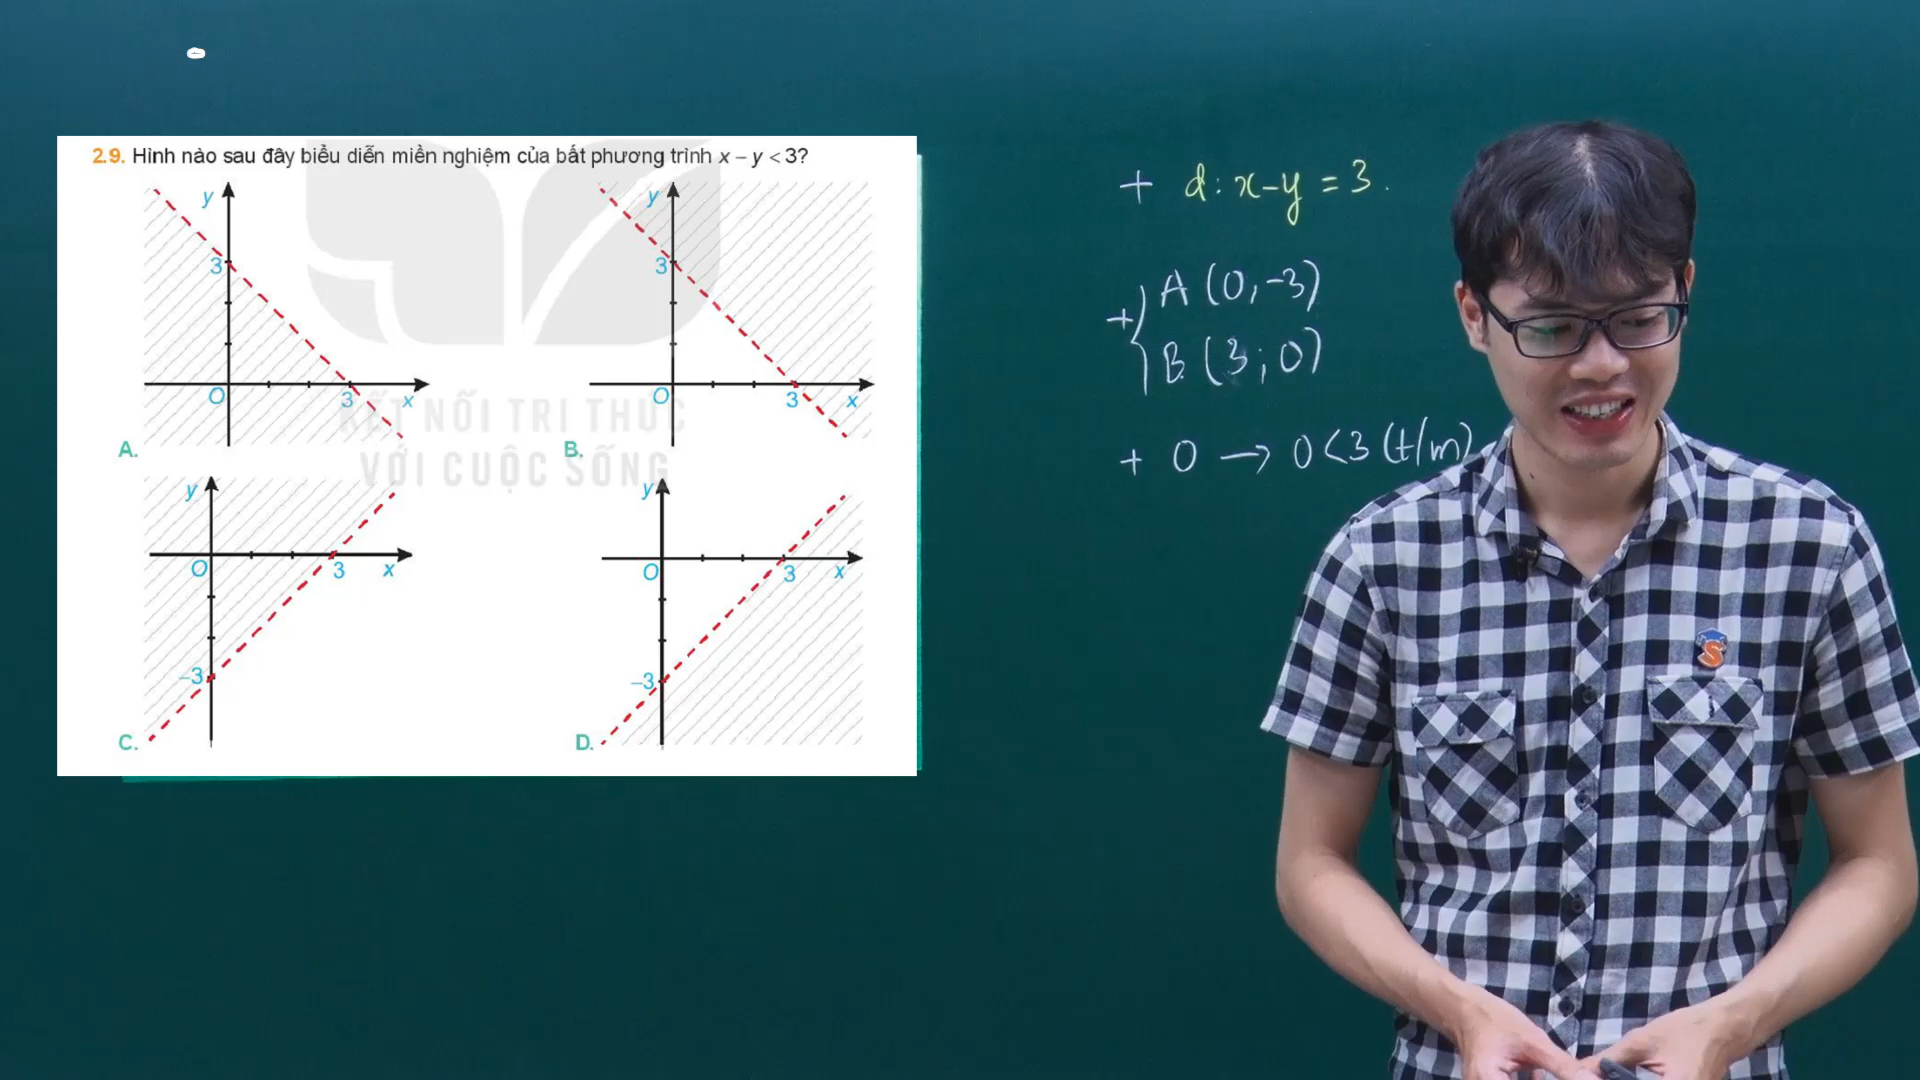 2.9. Hình nào sau đây biểu diễn miền nghiệm của bất phương trình x – y < 3?
y
3
O
3
x
A.
y
3
O
3
x
B.
KẾT NỐI TRI THỨC
VỚI CUỘC SỐNG
y
O
3
x
–3
C.
y
O
3
x
–3
D.
+ d: x-y = 3.
+ A (0, -3)
B (3; 0)
+ O → 0<3 (t/m)
S